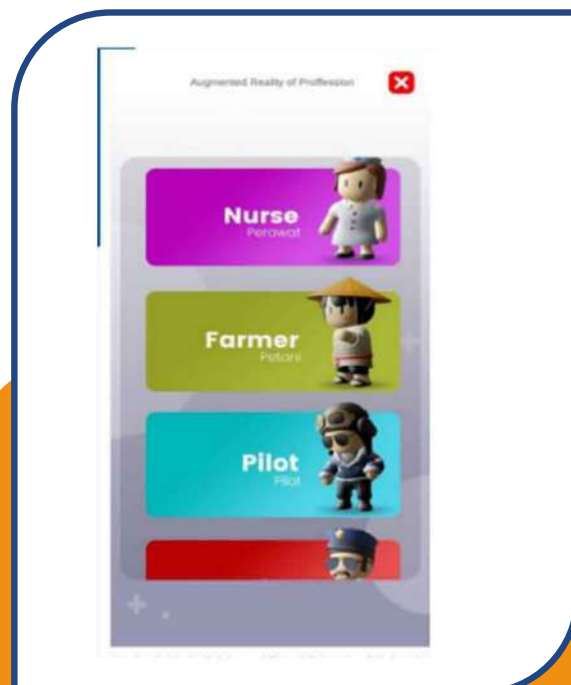 Augmented Reality of Proffession
Nurse
Perawat
Farmer
Petani
Pilot
Pilot